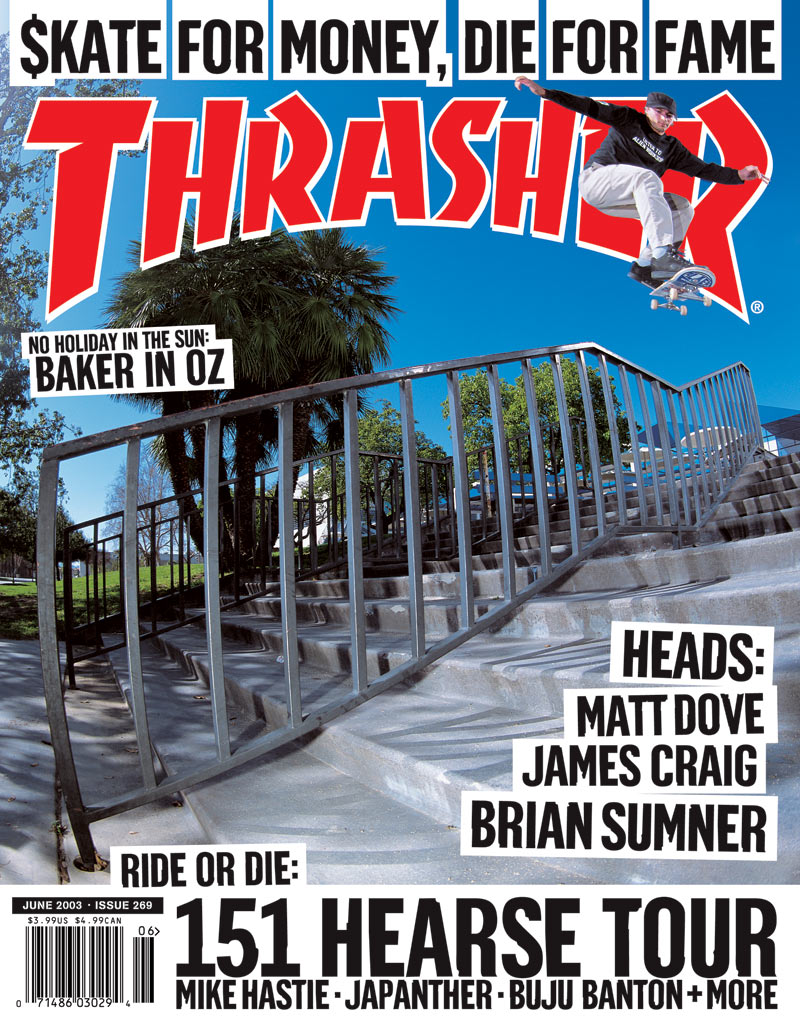 $KATE FOR MONEY, DIE FOR FAME
THRASHER®
NO HOLIDAY IN THE SUN:
BAKER IN OZ
HEADS:
MATT DOVE
JAMES CRAIG
BRIAN SUMNER
RIDE OR DIE:
JUNE 2003 · ISSUE 269
$3.99US $4.99CAN
06>
0 71486 03029 4
151 HEARSE TOUR
MIKE HASTIE · JAPANTHER · BUJU BANTON + MORE